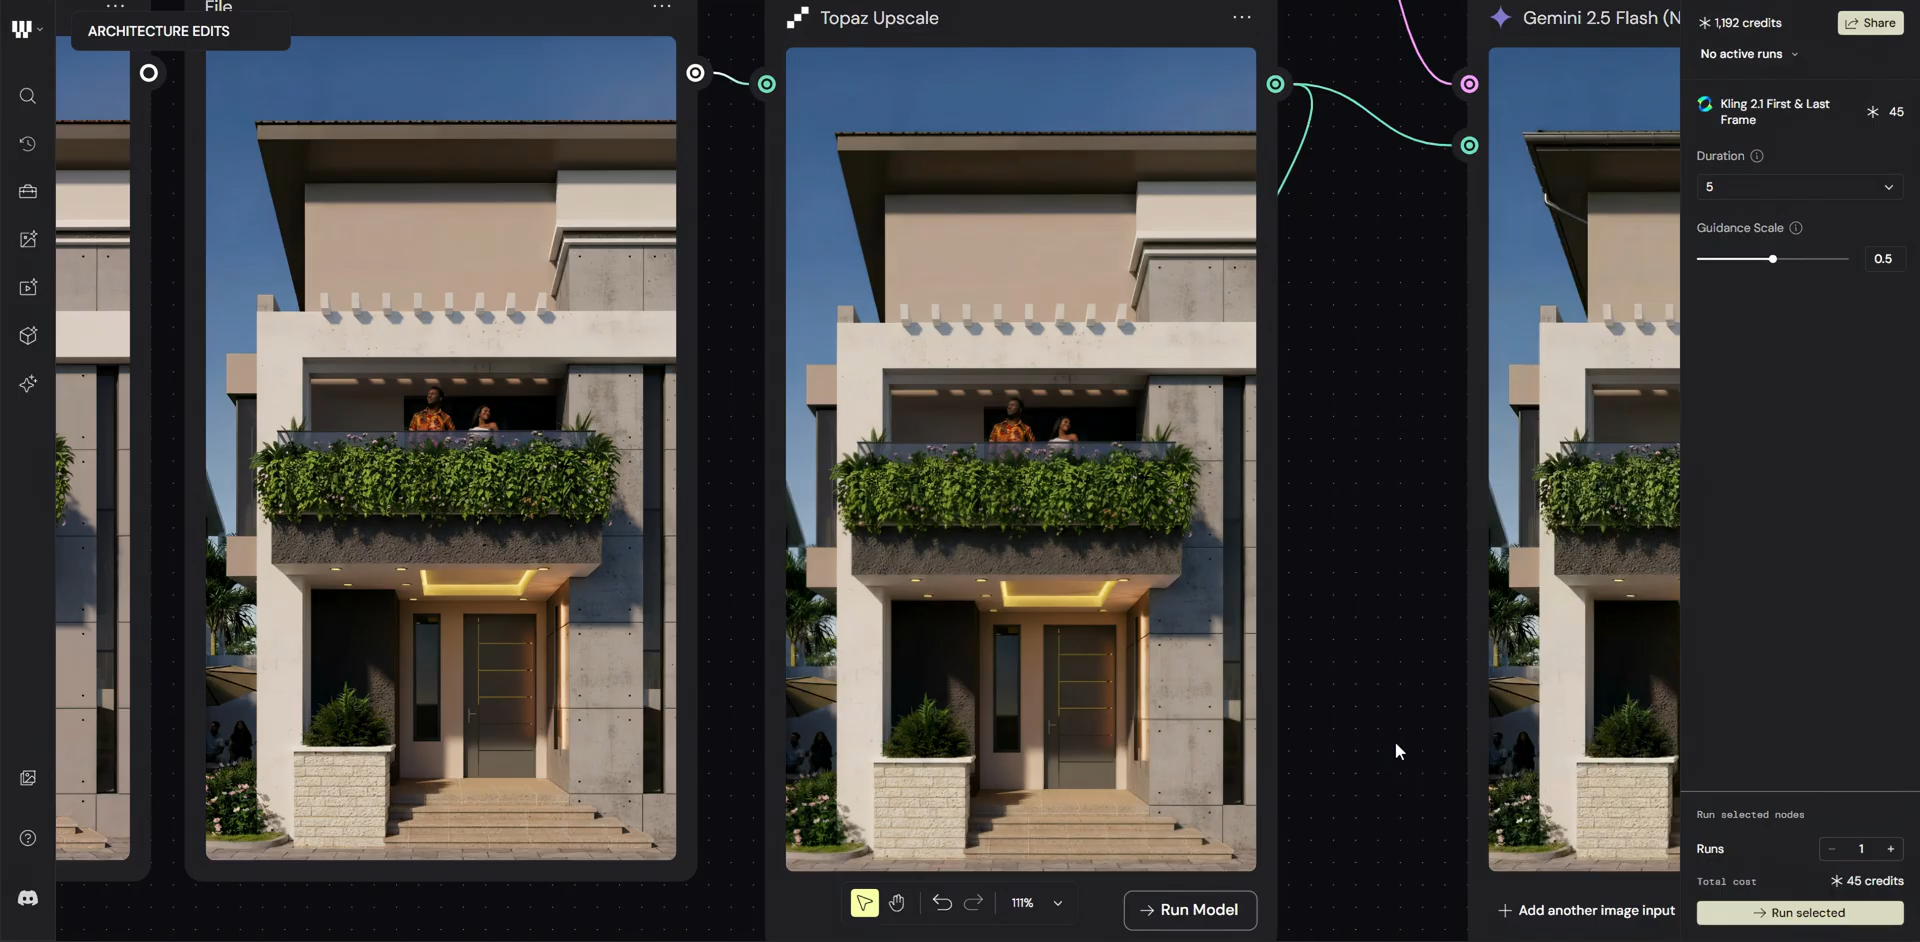 File
ARCHITECTURE EDITS
Topaz Upscale
Gemini 2.5 Flash (N
1,192 credits
Share
No active runs
Kling 2.1 First & Last
Frame
45
Duration
5
Guidance Scale
0.5
Run selected nodes
Runs
1
Total cost
45 credits
Run selected
111%
Run Model
Add another image input